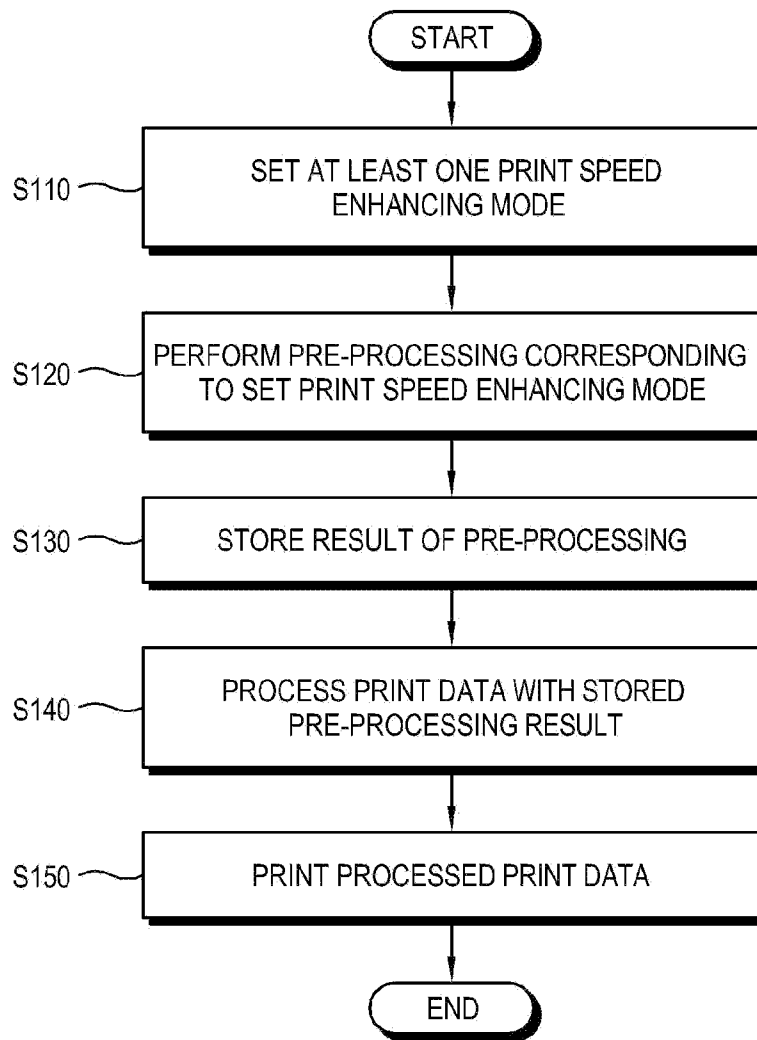 START
S110
SET AT LEAST ONE PRINT SPEED
ENHANCING MODE
S120
PERFORM PRE-PROCESSING CORRESPONDING
TO SET PRINT SPEED ENHANCING MODE
S130
STORE RESULT OF PRE-PROCESSING
S140
PROCESS PRINT DATA WITH STORED
PRE-PROCESSING RESULT
S150
PRINT PROCESSED PRINT DATA
END